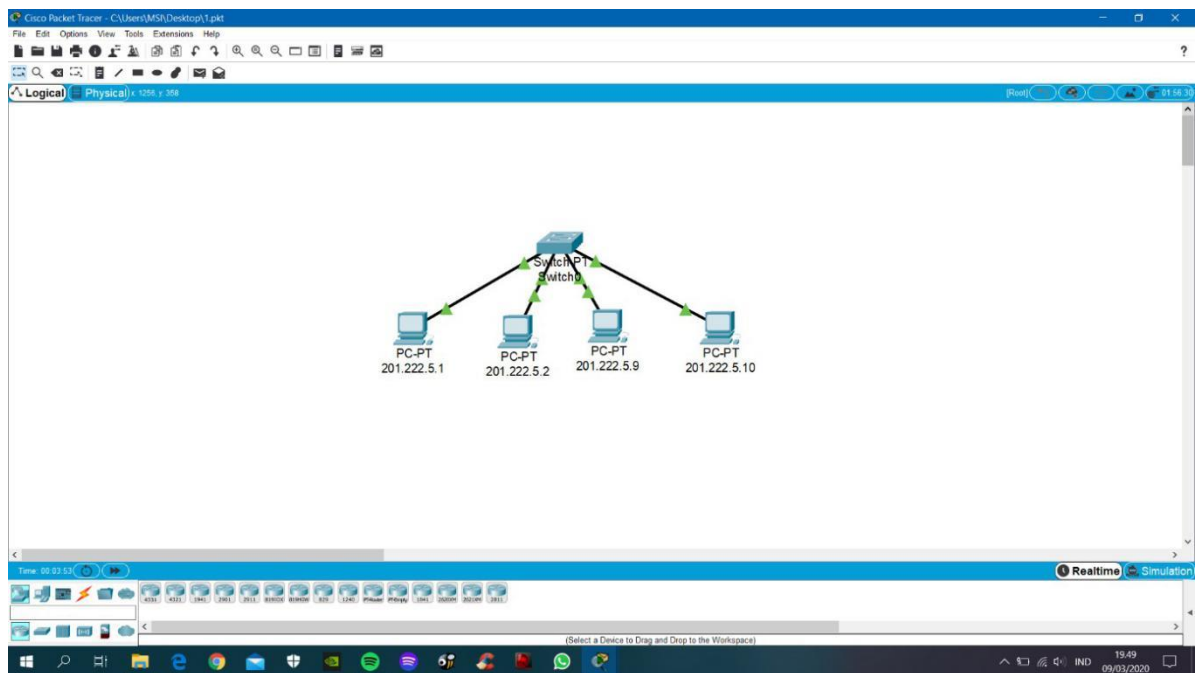 Cisco Packet Tracer - C:\Users\MSI\Desktop\1.pkt
File Edit Options View Tools Extensions Help
?
Logical Physical x: 1256, y: 358 [Root] 01:56:30
Switch-PT
Switch0
PC-PT
201.222.5.1
PC-PT
201.222.5.2
PC-PT
201.222.5.9
PC-PT
201.222.5.10
Time: 00:03:53 Realtime Simulation
4331 4321 1941 2901 2911 819IOX 819HGW 829 1240 PT-Router PT-Empty 1841 2620XM 2621XM 2811
(Select a Device to Drag and Drop to the Workspace)
IND 19.49
09/03/2020